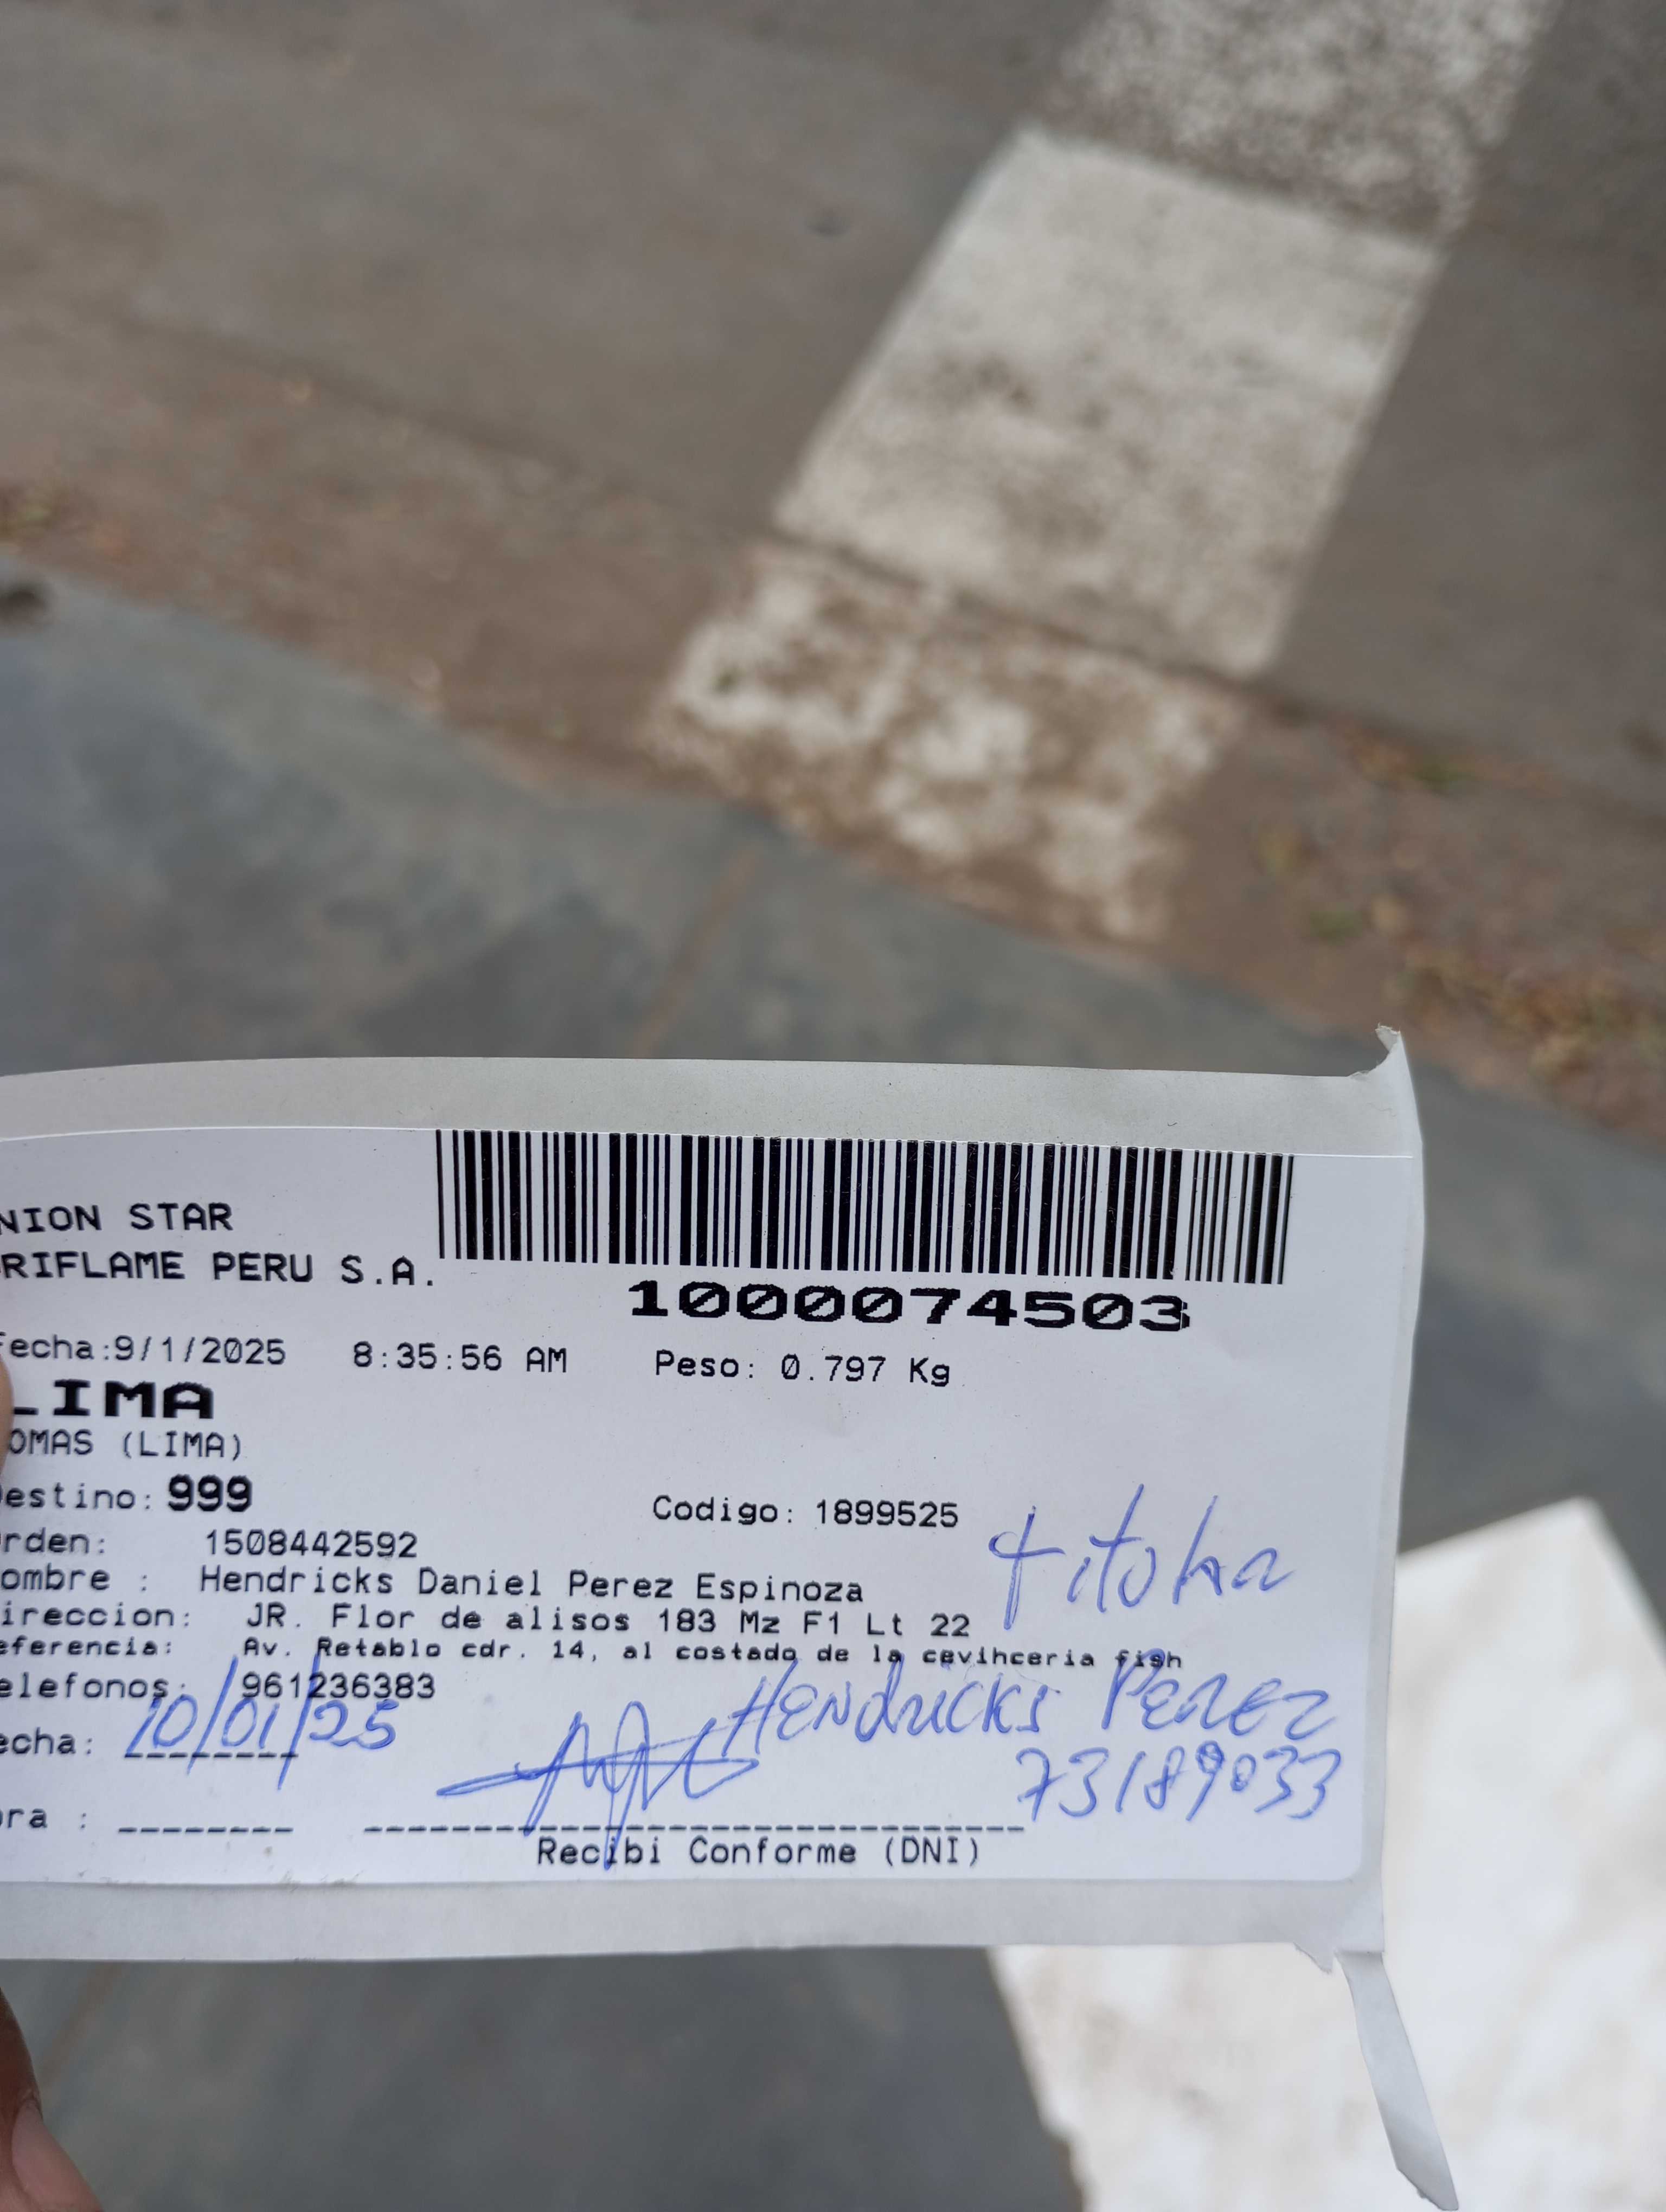 NION STAR
RIFLAME PERU S.A.
1000074503
Fecha:9/1/2025 8:35:56 AM Peso: 0.797 Kg
LIMA
OMAS (LIMA)
estino: 999
Codigo: 1899525
rden: 1508442592
ombre : Hendricks Daniel Perez Espinoza
ireccion: JR. Flor de alisos 183 Mz F1 Lt 22
eferencia: Av. Retablo cdr. 14, al costado de la cevihceria fish
elefonos: 961236383
Hendricks Perez
echa: 10/01/25
73189033
ora :
Recibi Conforme (DNI)